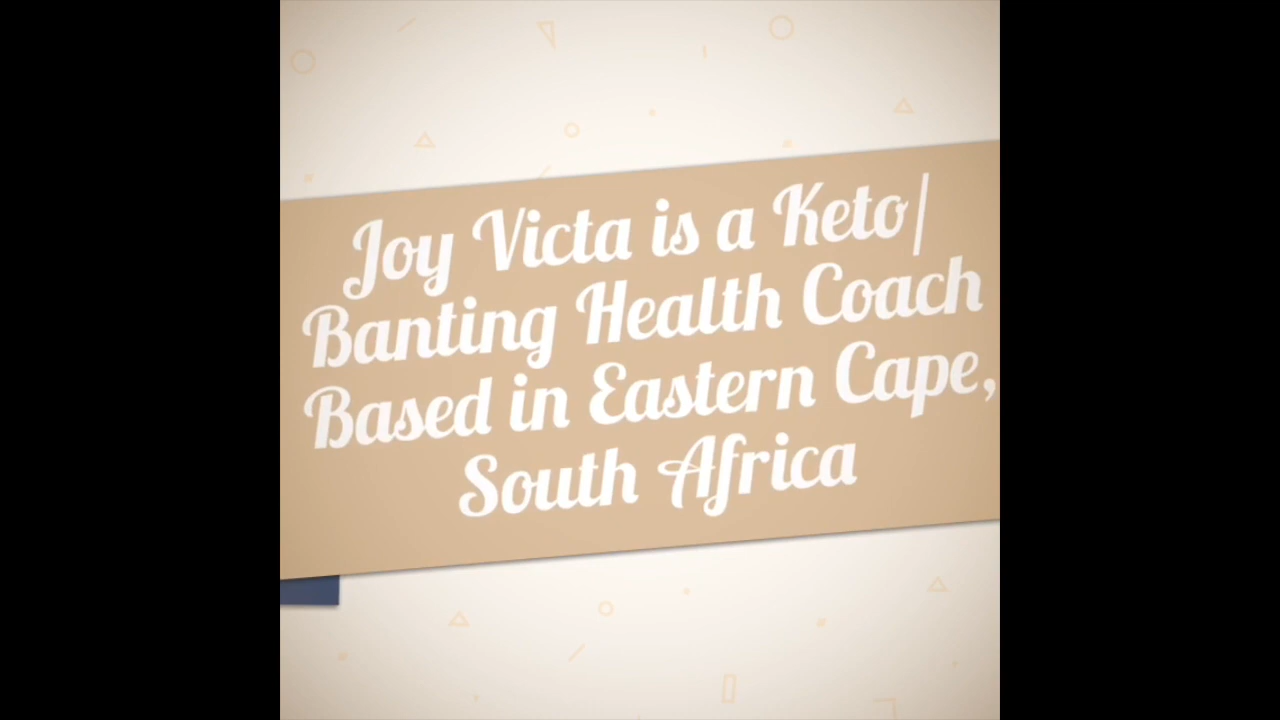 Joy Victa is a Keto/
Banting Health Coach
Based in Eastern Cape,
South Africa